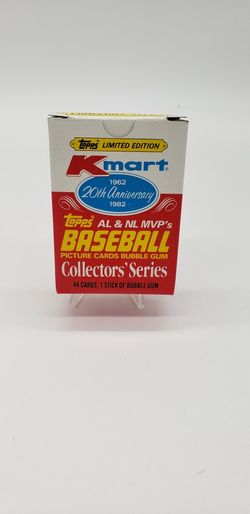 Topps LIMITED EDITION
Kmart
1962
20th Anniversary
1982
Topps AL & NL MVP's
BASEBALL
PICTURE CARDS BUBBLE GUM
Collectors' Series
44 CARDS, 1 STICK OF BUBBLE GUM